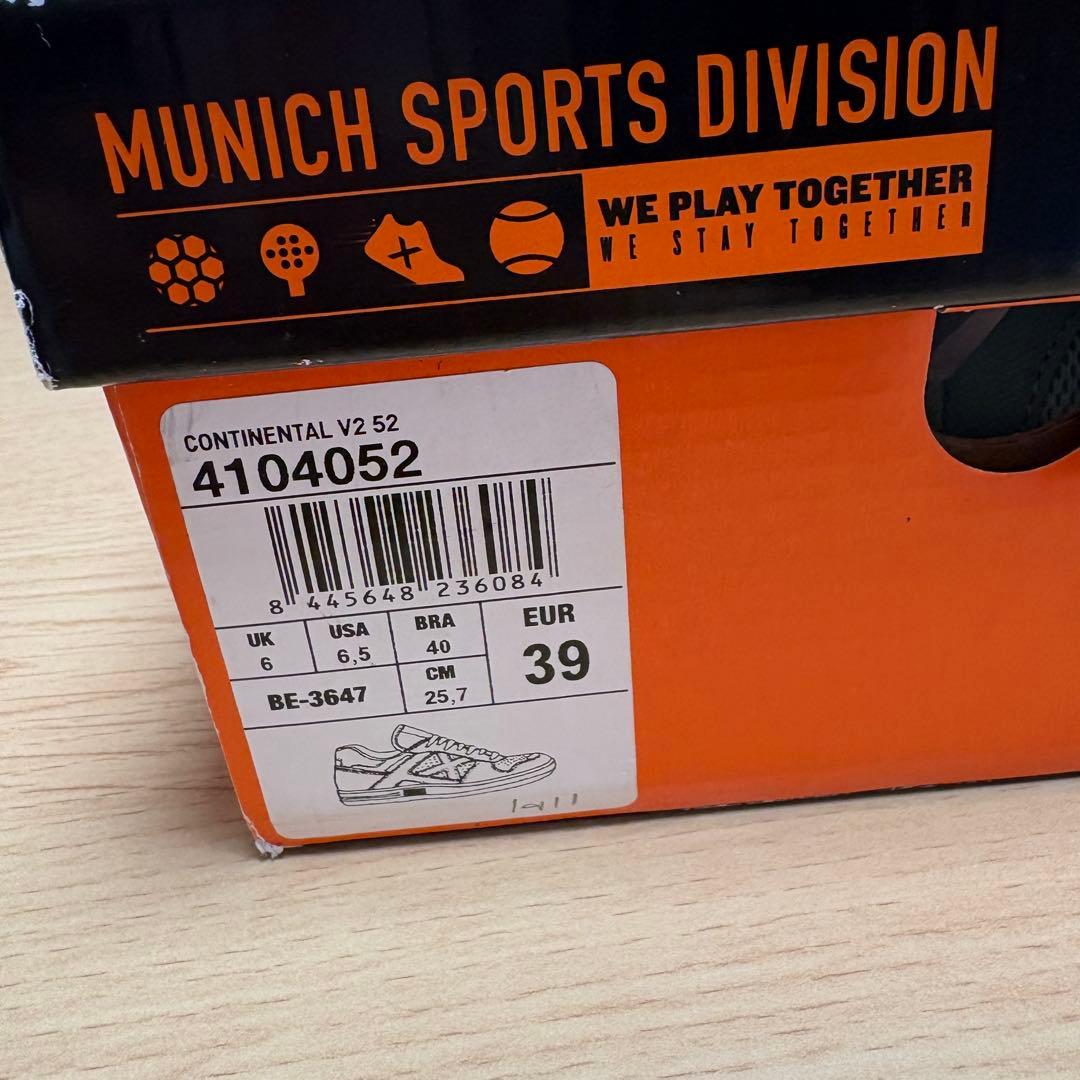 MUNICH SPORTS DIVISION
WE PLAY TOGETHER
WE STAY TOGETHER
CONTINENTAL V2 52
4104052
8 445648 236084
UK
6
USA
6,5
BRA
40
CM
25,7
EUR
39
BE-3647